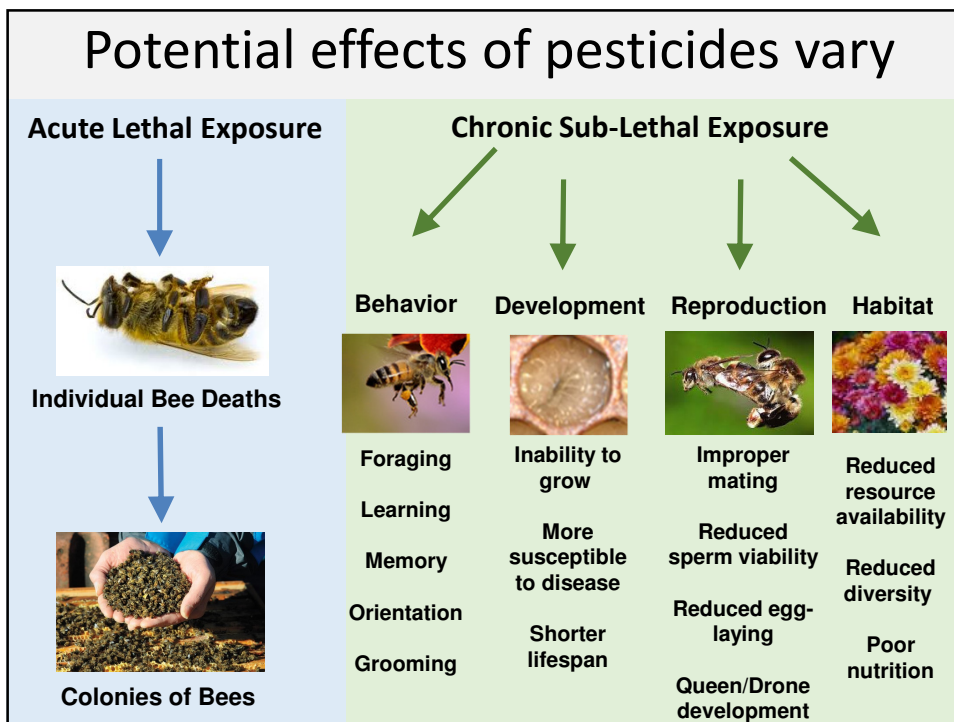 Potential effects of pesticides vary
Acute Lethal Exposure
Individual Bee Deaths
Colonies of Bees
Chronic Sub-Lethal Exposure
Behavior
Foraging
Learning
Memory
Orientation
Grooming
Development
Inability to
grow
More
susceptible
to disease
Shorter
lifespan
Reproduction
Improper
mating
Reduced
sperm viability
Reduced egg-
laying
Queen/Drone
development
Habitat
Reduced
resource
availability
Reduced
diversity
Poor
nutrition